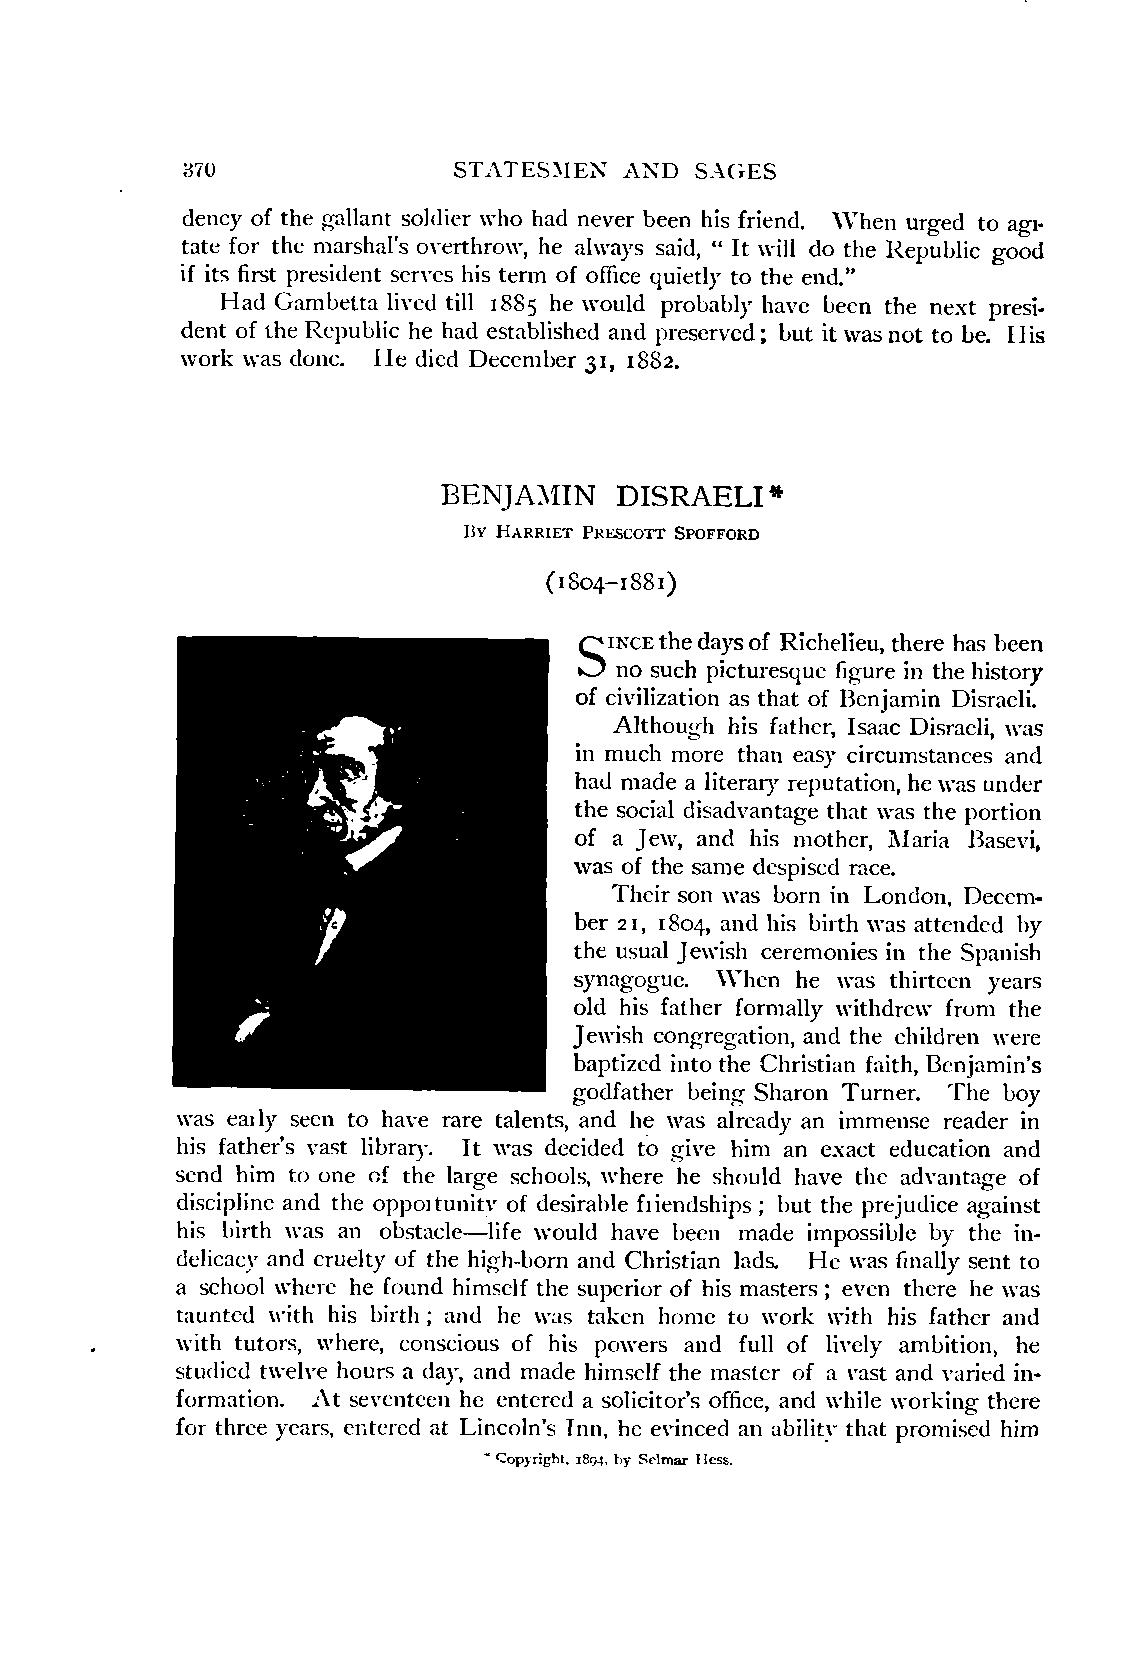 370 STATESMEN AND SAGES
dency of the gallant soldier who had never been his friend. When urged to agi-
tate for the marshal's overthrow, he always said, " It will do the Republic good
if its first president serves his term of office quietly to the end."
Had Gambetta lived till 1885 he would probably have been the next presi-
dent of the Republic he had established and preserved; but it was not to be. His
work was done. He died December 31, 1882.
BENJAMIN DISRAELI*
BY HARRIET PRESCOTT SPOFFORD
(1804-1881)
SINCE the days of Richelieu, there has been
no such picturesque figure in the history
of civilization as that of Benjamin Disraeli.
Although his father, Isaac Disraeli, was
in much more than easy circumstances and
had made a literary reputation, he was under
the social disadvantage that was the portion
of a Jew, and his mother, Maria Basevi,
was of the same despised race.
Their son was born in London, Decem-
ber 21, 1804, and his birth was attended by
the usual Jewish ceremonies in the Spanish
synagogue. When he was thirteen years
old his father formally withdrew from the
Jewish congregation, and the children were
baptized into the Christian faith, Benjamin's
godfather being Sharon Turner. The boy
was early seen to have rare talents, and he was already an immense reader in
his father's vast library. It was decided to give him an exact education and
send him to one of the large schools, where he should have the advantage of
discipline and the opportunity of desirable friendships ; but the prejudice against
his birth was an obstacle—life would have been made impossible by the in-
delicacy and cruelty of the high-born and Christian lads. He was finally sent to
a school where he found himself the superior of his masters ; even there he was
taunted with his birth ; and he was taken home to work with his father and
with tutors, where, conscious of his powers and full of lively ambition, he
studied twelve hours a day, and made himself the master of a vast and varied in-
formation. At seventeen he entered a solicitor's office, and while working there
for three years, entered at Lincoln's Inn, he evinced an ability that promised him
* Copyright, 1894, by Selmar Hess.